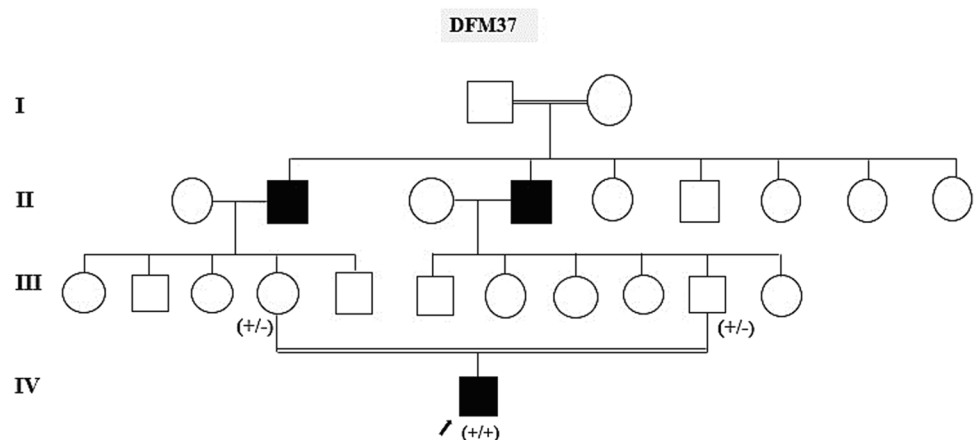 DFM37
I
II
III
(+/-) (+/-)
IV
(+/+)